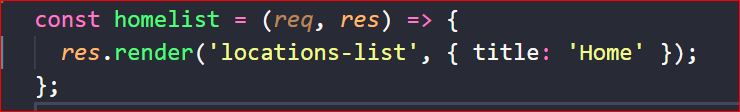 const homelist = (req, res) => {
  res.render('locations-list', { title: 'Home' });
};